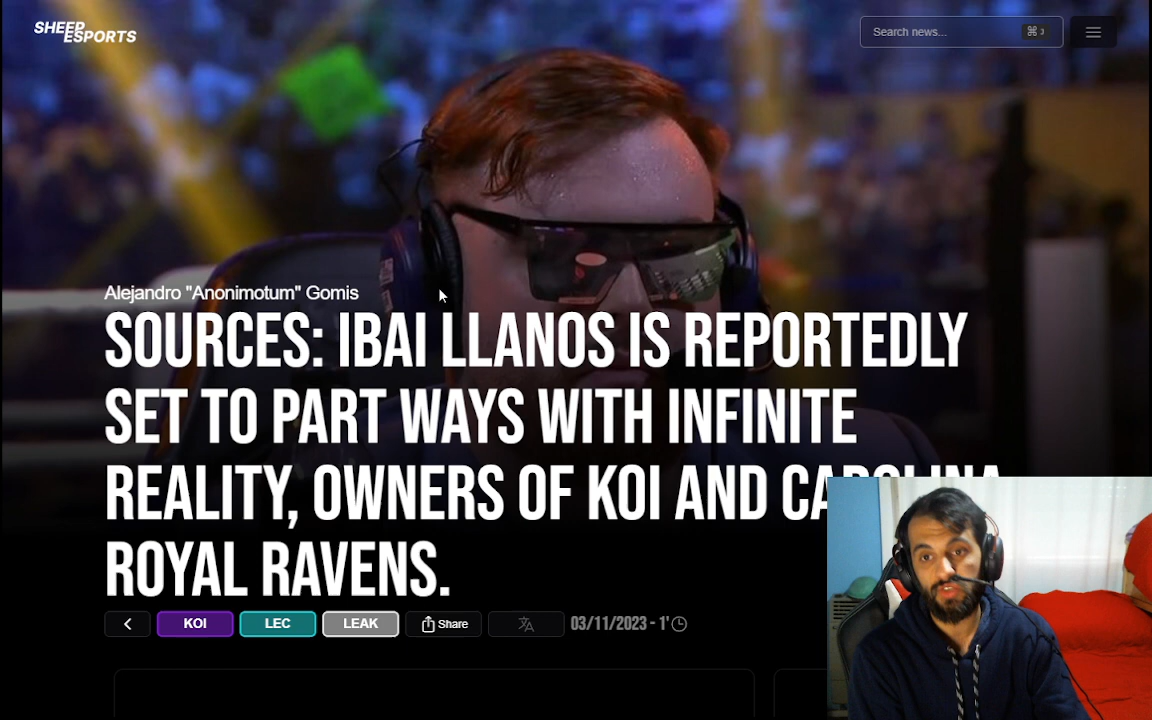 SHEEP
ESPORTS
Search news...
⌘ J
Alejandro "Anonimotum" Gomis
SOURCES: IBAI LLANOS IS REPORTEDLY
SET TO PART WAYS WITH INFINITE
REALITY, OWNERS OF KOI AND CAROLINA
ROYAL RAVENS.
KOI
LEC
LEAK
Share
03/11/2023 - 1'